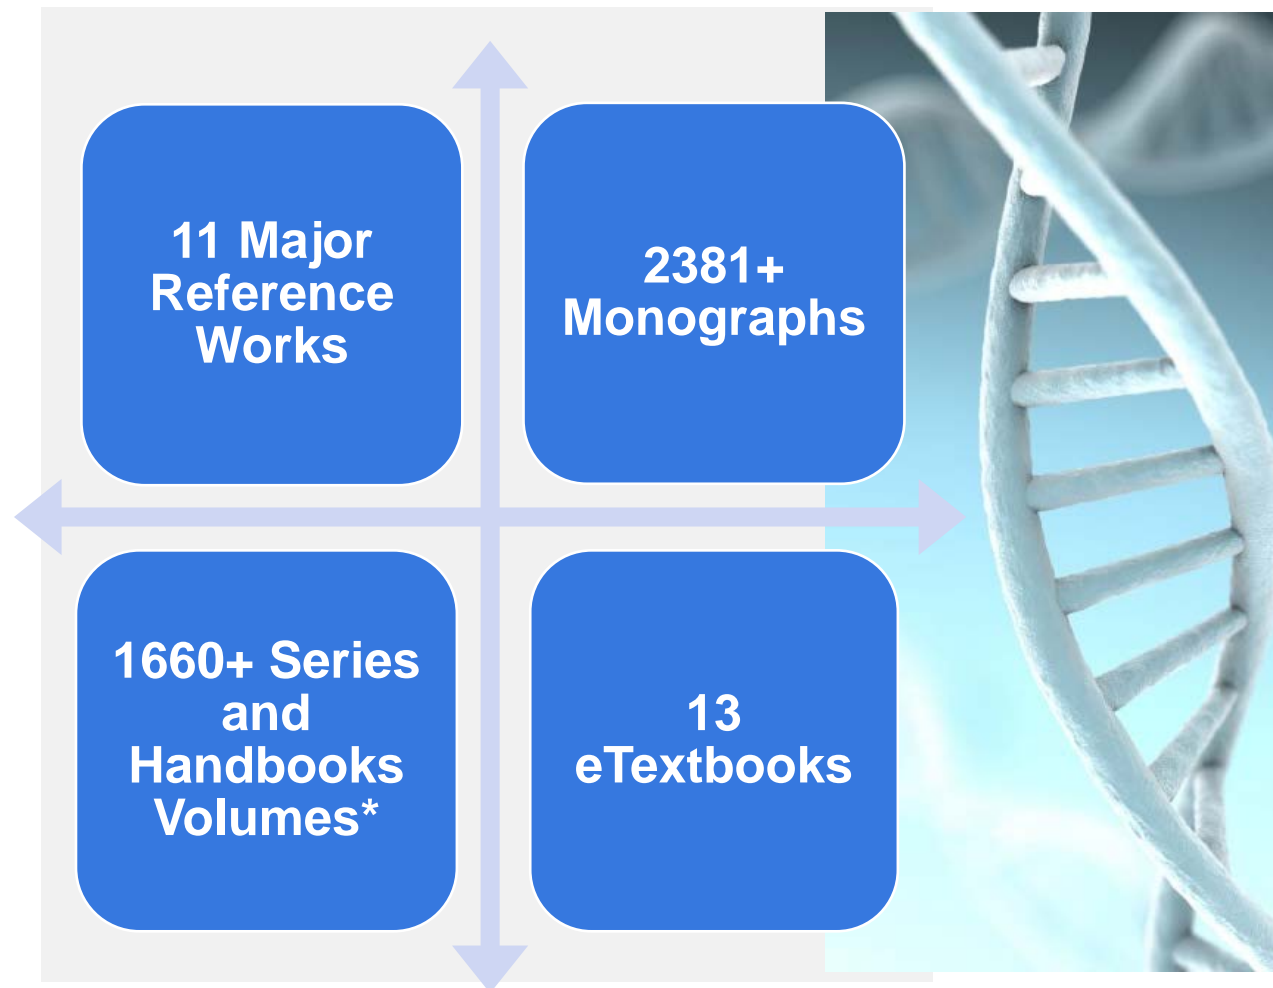 11 Major
Reference
Works
2381+
Monographs
1660+ Series
and
Handbooks
Volumes*
13
eTextbooks